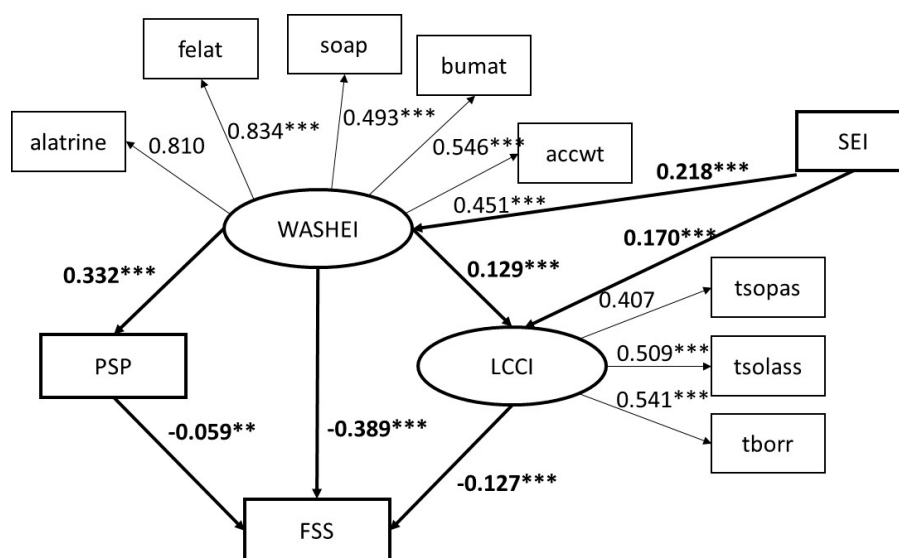 soap
felat
bumat
alatrine
0.810
0.834***
0.493***
0.546***
accwt
SEI
0.218***
0.451***
WASHEI
0.170***
0.332***
0.129***
0.407
tsopas
PSP
LCCI
0.509***
tsolass
0.541***
-0.059**
-0.389***
tborr
-0.127***
FSS